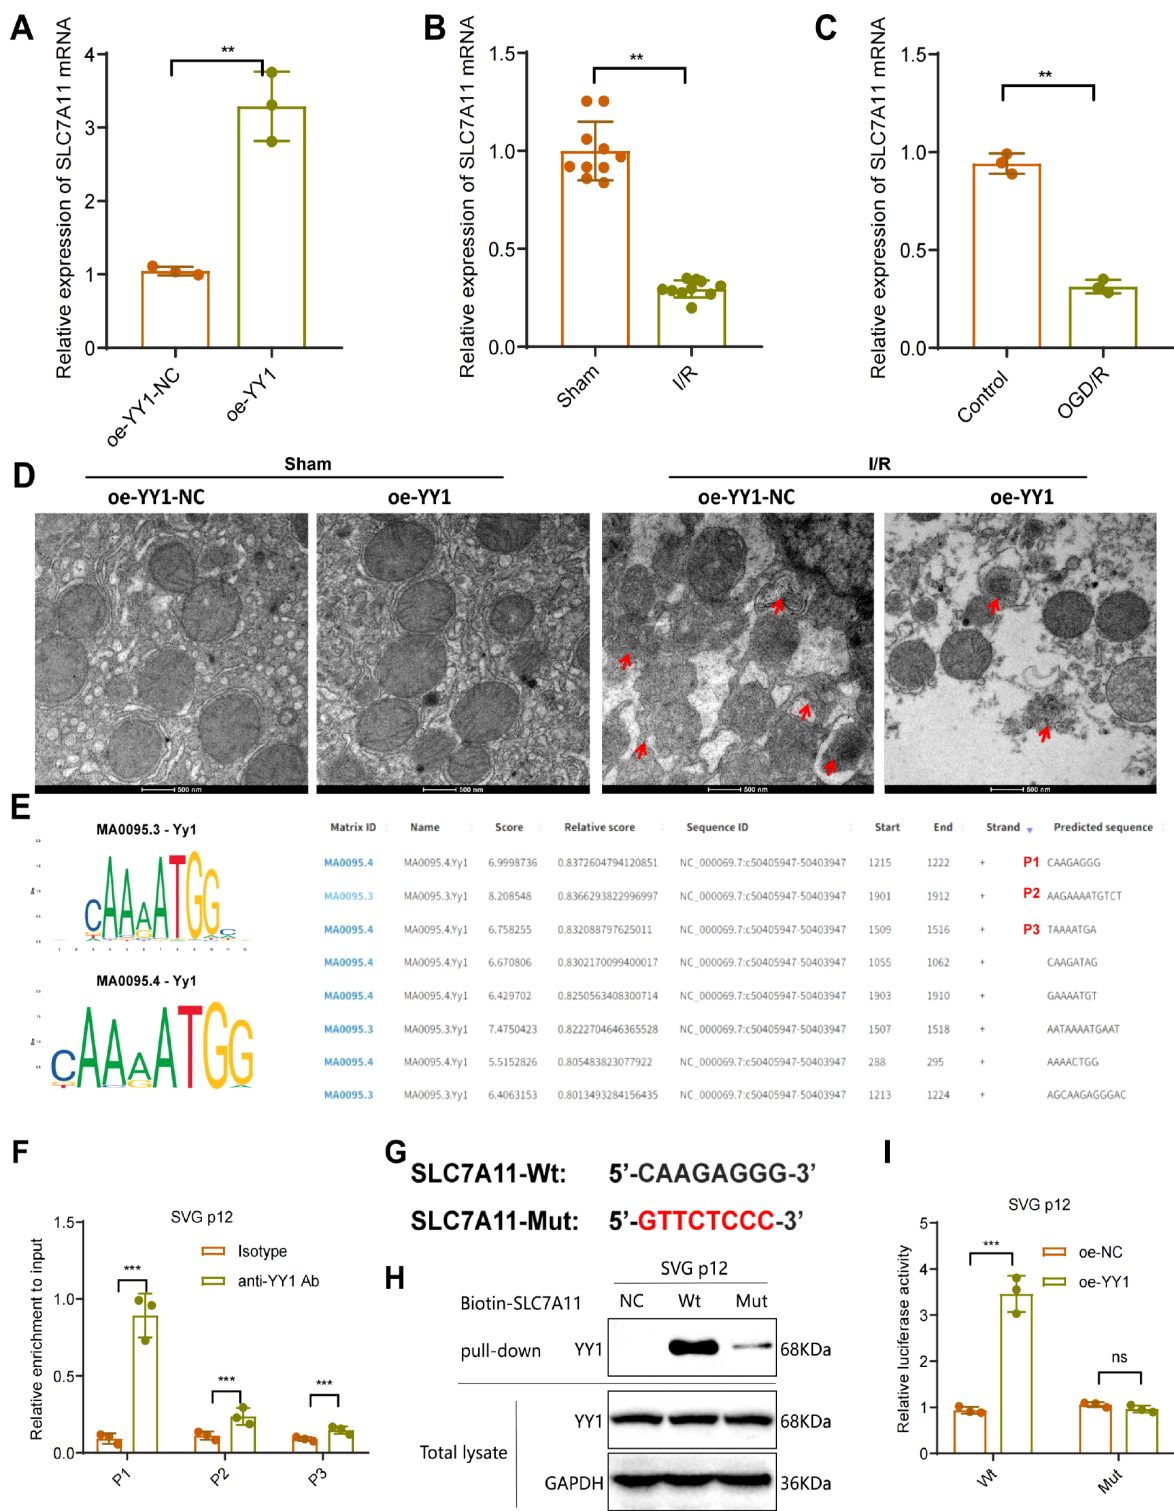 A
Relative expression of SLC7A11 mRNA
4
3
2
1
0
**
oe-YY1-NC
oe-YY1
B
Relative expression of SLC7A11 mRNA
1.5
1.0
0.5
0.0
**
Sham
I/R
C
Relative expression of SLC7A11 mRNA
1.5
1.0
0.5
0.0
**
Control
OGD/R
D
Sham
I/R
oe-YY1-NC
oe-YY1
oe-YY1-NC
oe-YY1
500 nm
500 nm
500 nm
500 nm
E
MA0095.3 - Yy1
CAAAATGGC
MA0095.4 - Yy1
CAAAATGG
Matrix ID Name Score Relative score Sequence ID Start End Strand Predicted sequence
MA0095.4 MA0095.4.Yy1 6.9998736 0.8372604794120851 NC_000069.7:c50405947-50403947 1215 1222 + P1 CAAGAGGG
MA0095.3 MA0095.3.Yy1 8.208548 0.8366293822996997 NC_000069.7:c50405947-50403947 1901 1912 + P2 AAGAAAATGTCT
MA0095.4 MA0095.4.Yy1 6.758255 0.832088797625011 NC_000069.7:c50405947-50403947 1509 1516 + P3 TAAAATGA
MA0095.4 MA0095.4.Yy1 6.670806 0.8302170099400017 NC_000069.7:c50405947-50403947 1055 1062 + CAAGATAG
MA0095.4 MA0095.4.Yy1 6.429702 0.8250563408300714 NC_000069.7:c50405947-50403947 1903 1910 + GAAAATGT
MA0095.3 MA0095.3.Yy1 7.4750423 0.8222704646365528 NC_000069.7:c50405947-50403947 1507 1518 + AATAAAATGAAT
MA0095.4 MA0095.4.Yy1 5.5152826 0.805483823077922 NC_000069.7:c50405947-50403947 288 295 + AAAACTGG
MA0095.3 MA0095.3.Yy1 6.4063153 0.8013493284156435 NC_000069.7:c50405947-50403947 1213 1224 + AGCAAGAGGGAC
F
SVG p12
Relative enrichment to input
1.5
1.0
0.5
0.0
Isotype
anti-YY1 Ab
***
***
***
P1
P2
P3
G
SLC7A11-Wt: 5'-CAAGAGGG-3'
SLC7A11-Mut: 5'-GTTCTCCC-3'
H
SVG p12
Biotin-SLC7A11 NC Wt Mut
pull-down YY1 68KDa
YY1 68KDa
Total lysate
GAPDH 36KDa
I
SVG p12
Relative luciferase activity
5
4
3
2
1
0
oe-NC
oe-YY1
***
ns
Wt
Mut